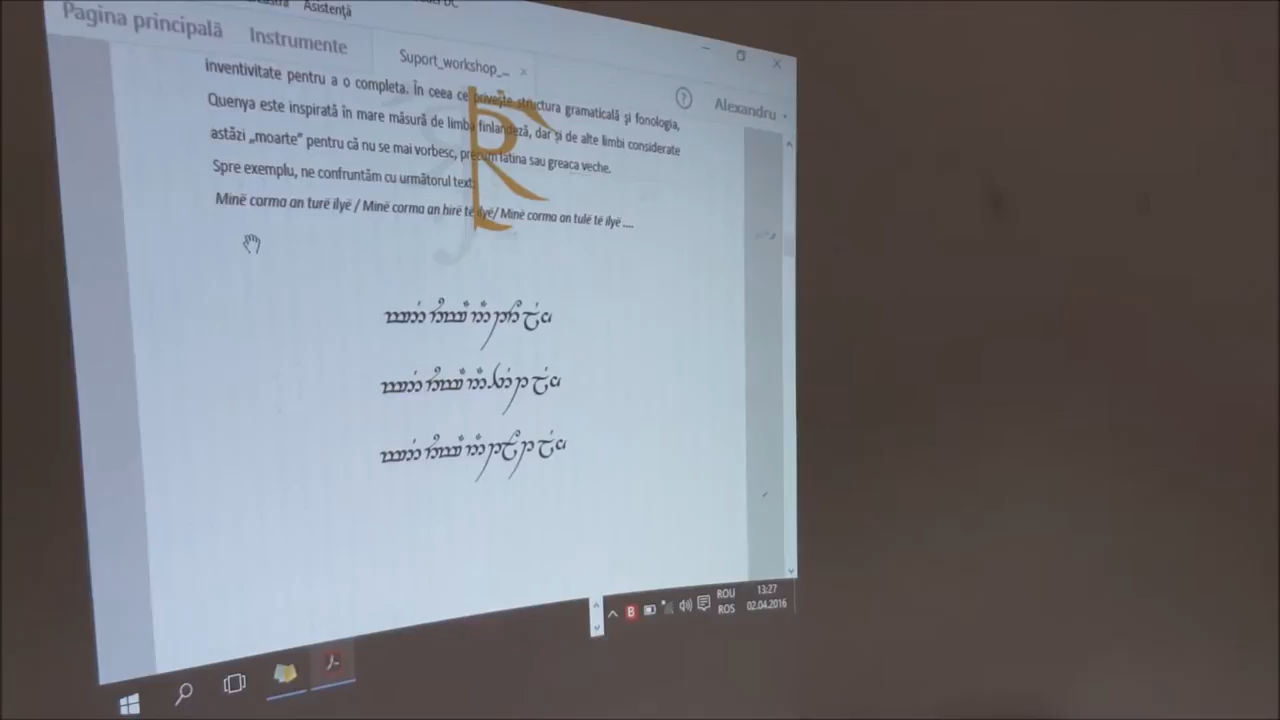 Asistență
Pagina principală Instrumente
Suport_workshop_... ×
? Alexandru
inventivitate pentru a o completa. În ceea ce privește structura gramaticală și fonologia,
Quenya este inspirată în mare măsură de limba finlandeză, dar și de alte limbi considerate
astăzi „moarte” pentru că nu se mai vorbesc, precum latina sau greaca veche.
Spre exemplu, ne confruntăm cu următorul text:
Minë corma an turë ilyë / Minë corma an hirë të ilyë/ Minë corma an tulë të ilyë ....
B
ROU
ROS
13:27
02.04.2016